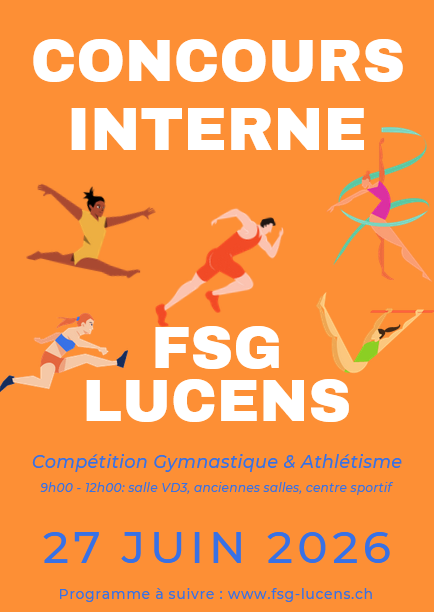 CONCOURS
INTERNE
FSG
LUCENS
Compétition Gymnastique & Athlétisme
9h00 - 12h00: salle VD3, anciennes salles, centre sportif
27 JUIN 2026
Programme à suivre : www.fsg-lucens.ch